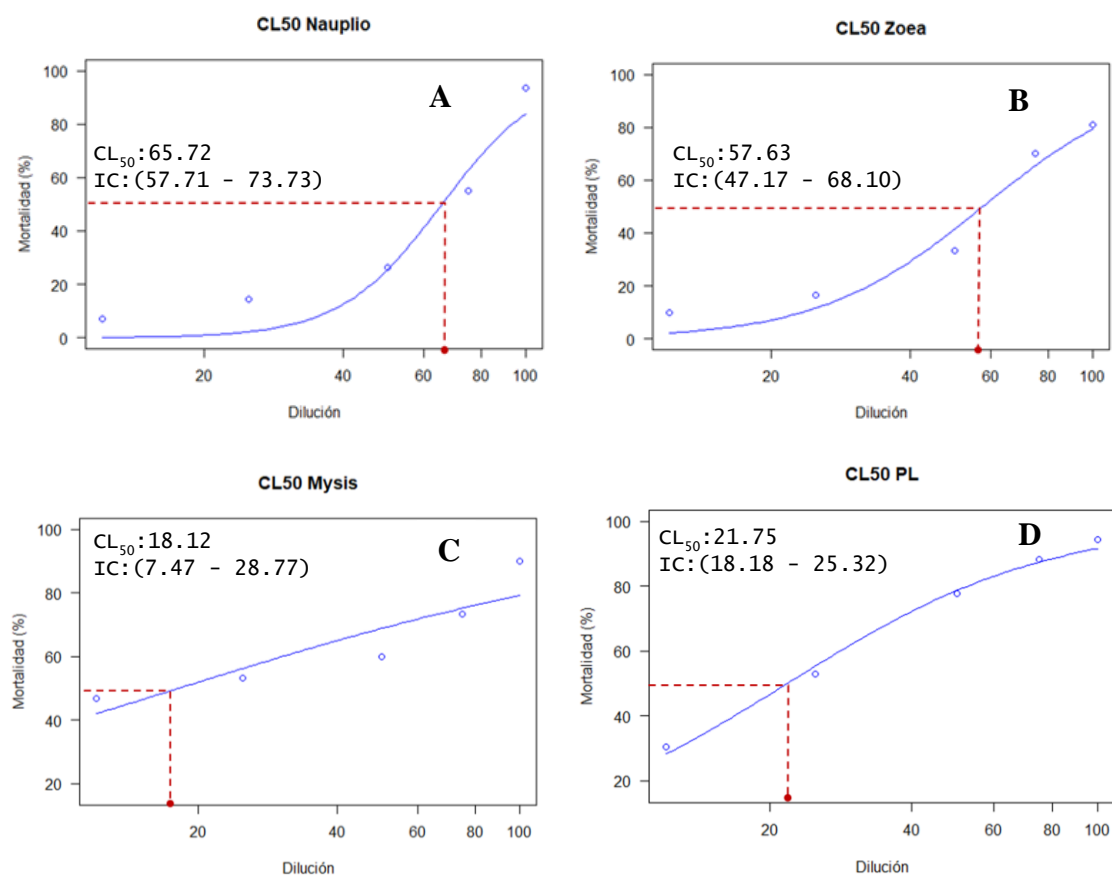 CL50 Nauplio
A
CL₅₀:65.72
IC:(57.71 - 73.73)
Mortalidad (%)
100
80
60
40
20
0
20 40 60 80 100
Dilución
CL50 Zoea
B
CL₅₀:57.63
IC:(47.17 - 68.10)
Mortalidad (%)
100
80
60
40
20
0
20 40 60 80 100
Dilución
CL50 Mysis
C
CL₅₀:18.12
IC:(7.47 - 28.77)
Mortalidad (%)
100
80
60
40
20
20 40 60 80 100
Dilución
CL50 PL
D
CL₅₀:21.75
IC:(18.18 - 25.32)
Mortalidad (%)
100
80
60
40
20
20 40 60 80 100
Dilución